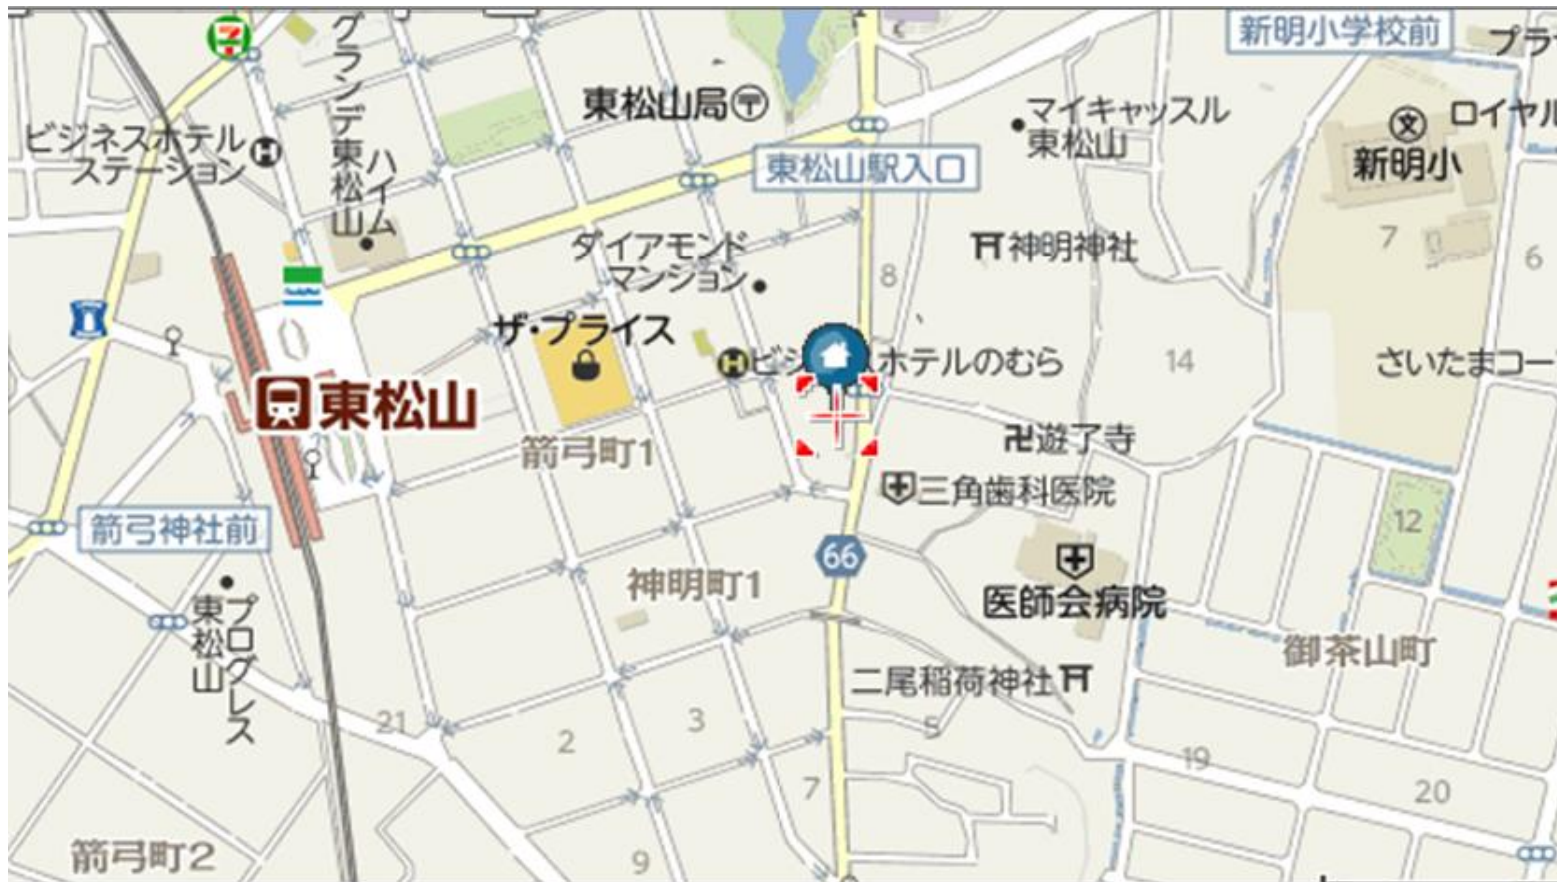 新明小学校前
プラ
グランデ東松山
ハイム
東松山局
マイキャッスル
東松山
ロイヤル
ビジネスホテル
ステーション
文
新明小
東松山駅入口
7
6
ダイアモンド
マンション
神明神社
8
ザ・プライス
H
ビジ
スホテルのむら
14
さいたまコー
東松山
箭弓町1
卍遊了寺
三角歯科医院
12
箭弓神社前
66
神明町1
医師会病院
プログレス
東松山
御茶山町
二尾稲荷神社
21
2
3
5
19
7
20
箭弓町2
9